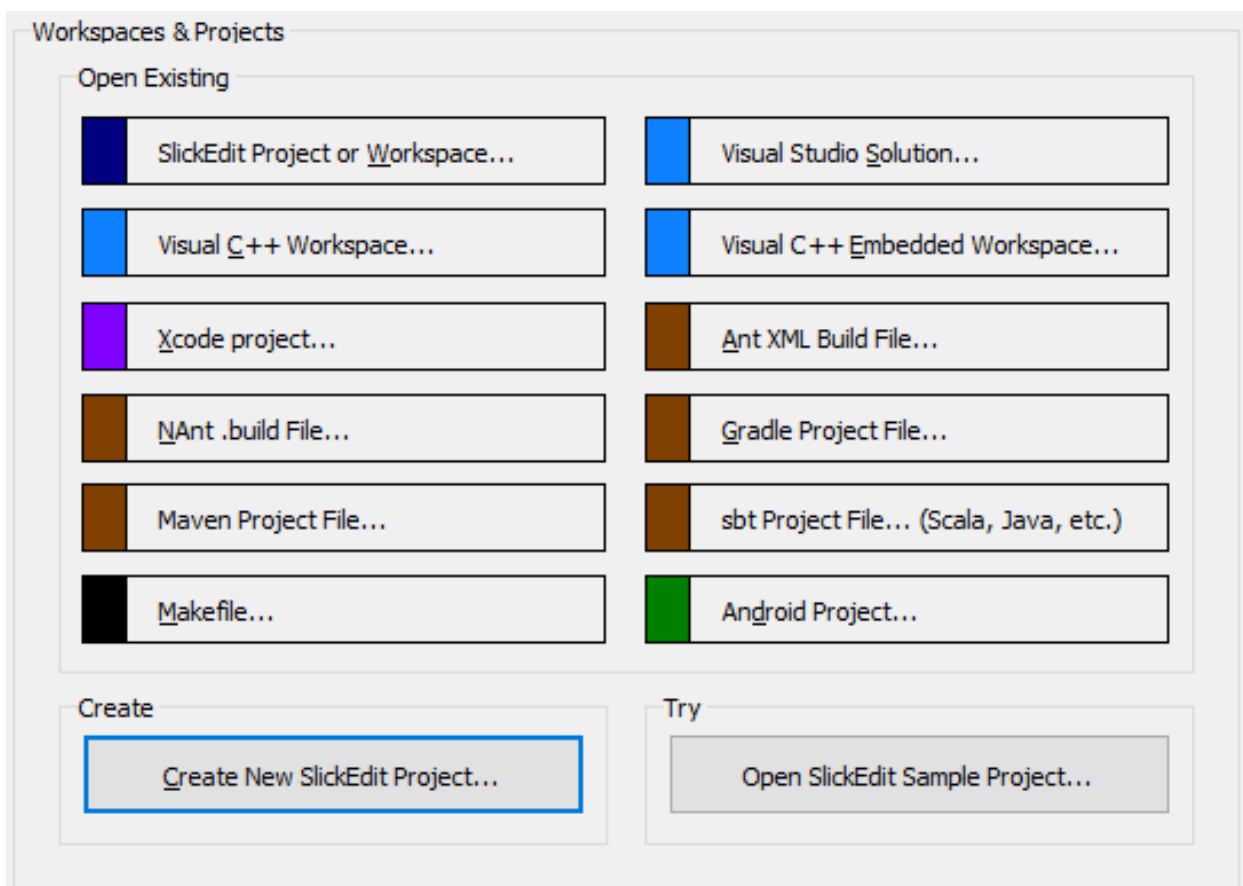 Workspaces & Projects
Open Existing
SlickEdit Project or Workspace...
Visual Studio Solution...
Visual C++ Workspace...
Visual C++ Embedded Workspace...
Xcode project...
Ant XML Build File...
NAnt .build File...
Gradle Project File...
Maven Project File...
sbt Project File... (Scala, Java, etc.)
Makefile...
Android Project...
Create
Try
Create New SlickEdit Project...
Open SlickEdit Sample Project...